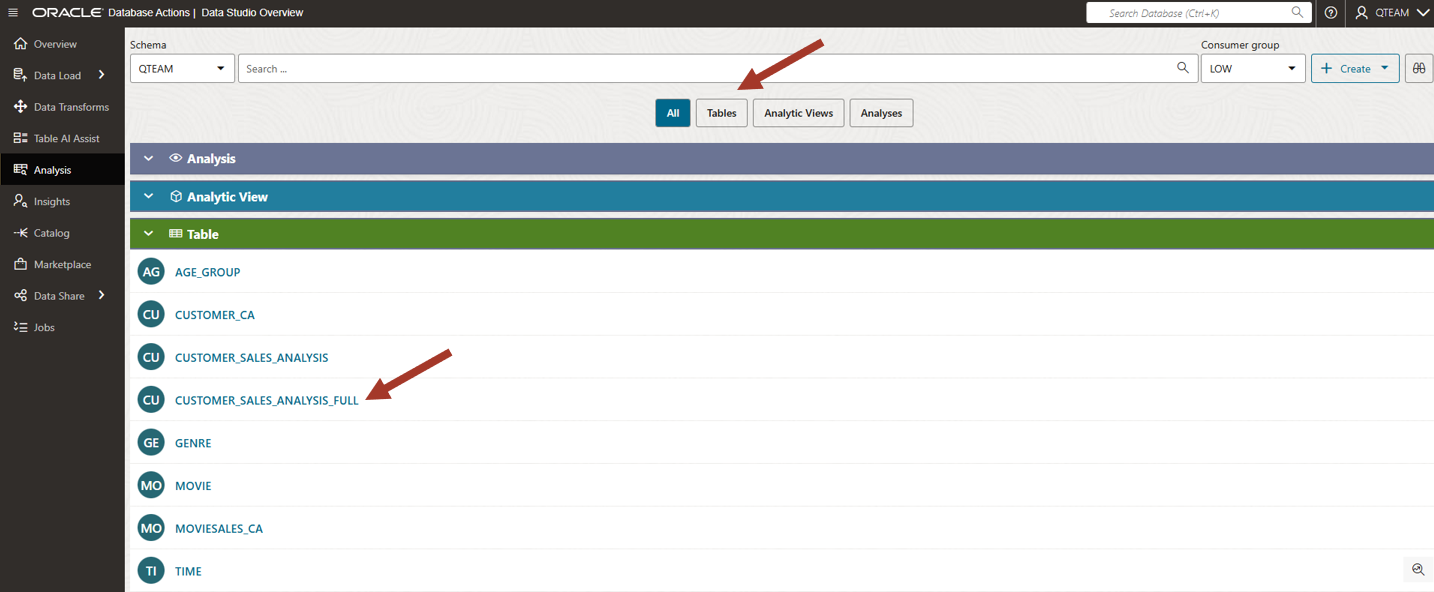 ORACLE Database Actions | Data Studio Overview
Search Database (Ctrl+K)
QTEAM
Overview
Data Load
Data Transforms
Table AI Assist
Analysis
Insights
Catalog
Marketplace
Data Share
Jobs
Schema
Consumer group
QTEAM
Search ...
LOW
Create
All
Tables
Analytic Views
Analyses
Analysis
Analytic View
Table
AG AGE_GROUP
CU CUSTOMER_CA
CU CUSTOMER_SALES_ANALYSIS
CU CUSTOMER_SALES_ANALYSIS_FULL
GE GENRE
MO MOVIE
MO MOVIESALES_CA
TI TIME